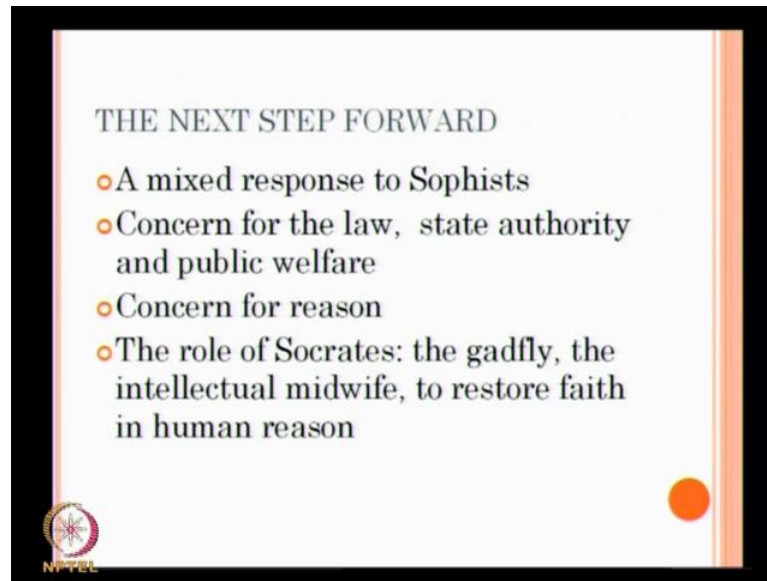 THE NEXT STEP FORWARD
A mixed response to Sophists
Concern for the law, state authority
and public welfare
Concern for reason
The role of Socrates: the gadfly, the
intellectual midwife, to restore faith
in human reason
NPTEL